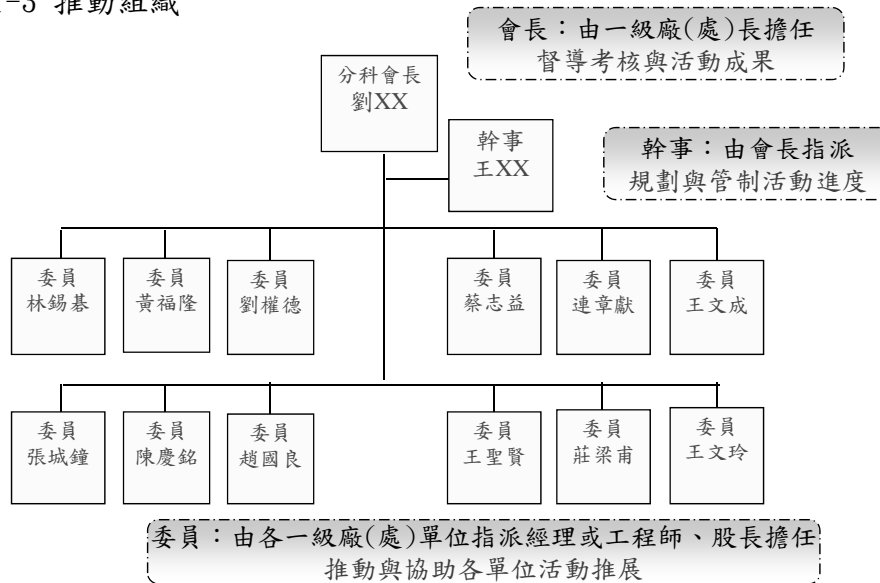 -3 推動組織
會長：由一級廠(處)長擔任
督導考核與活動成果
分科會長
劉XX
幹事
王XX
幹事：由會長指派
規劃與管制活動進度
委員
林錫碁
委員
黃福隆
委員
劉權德
委員
蔡志益
委員
連章獻
委員
王文成
委員
張城鐘
委員
陳慶銘
委員
趙國良
委員
王聖賢
委員
莊梁甫
委員
王文玲
委員：由各一級廠(處)單位指派經理或工程師、股長擔任
推動與協助各單位活動推展